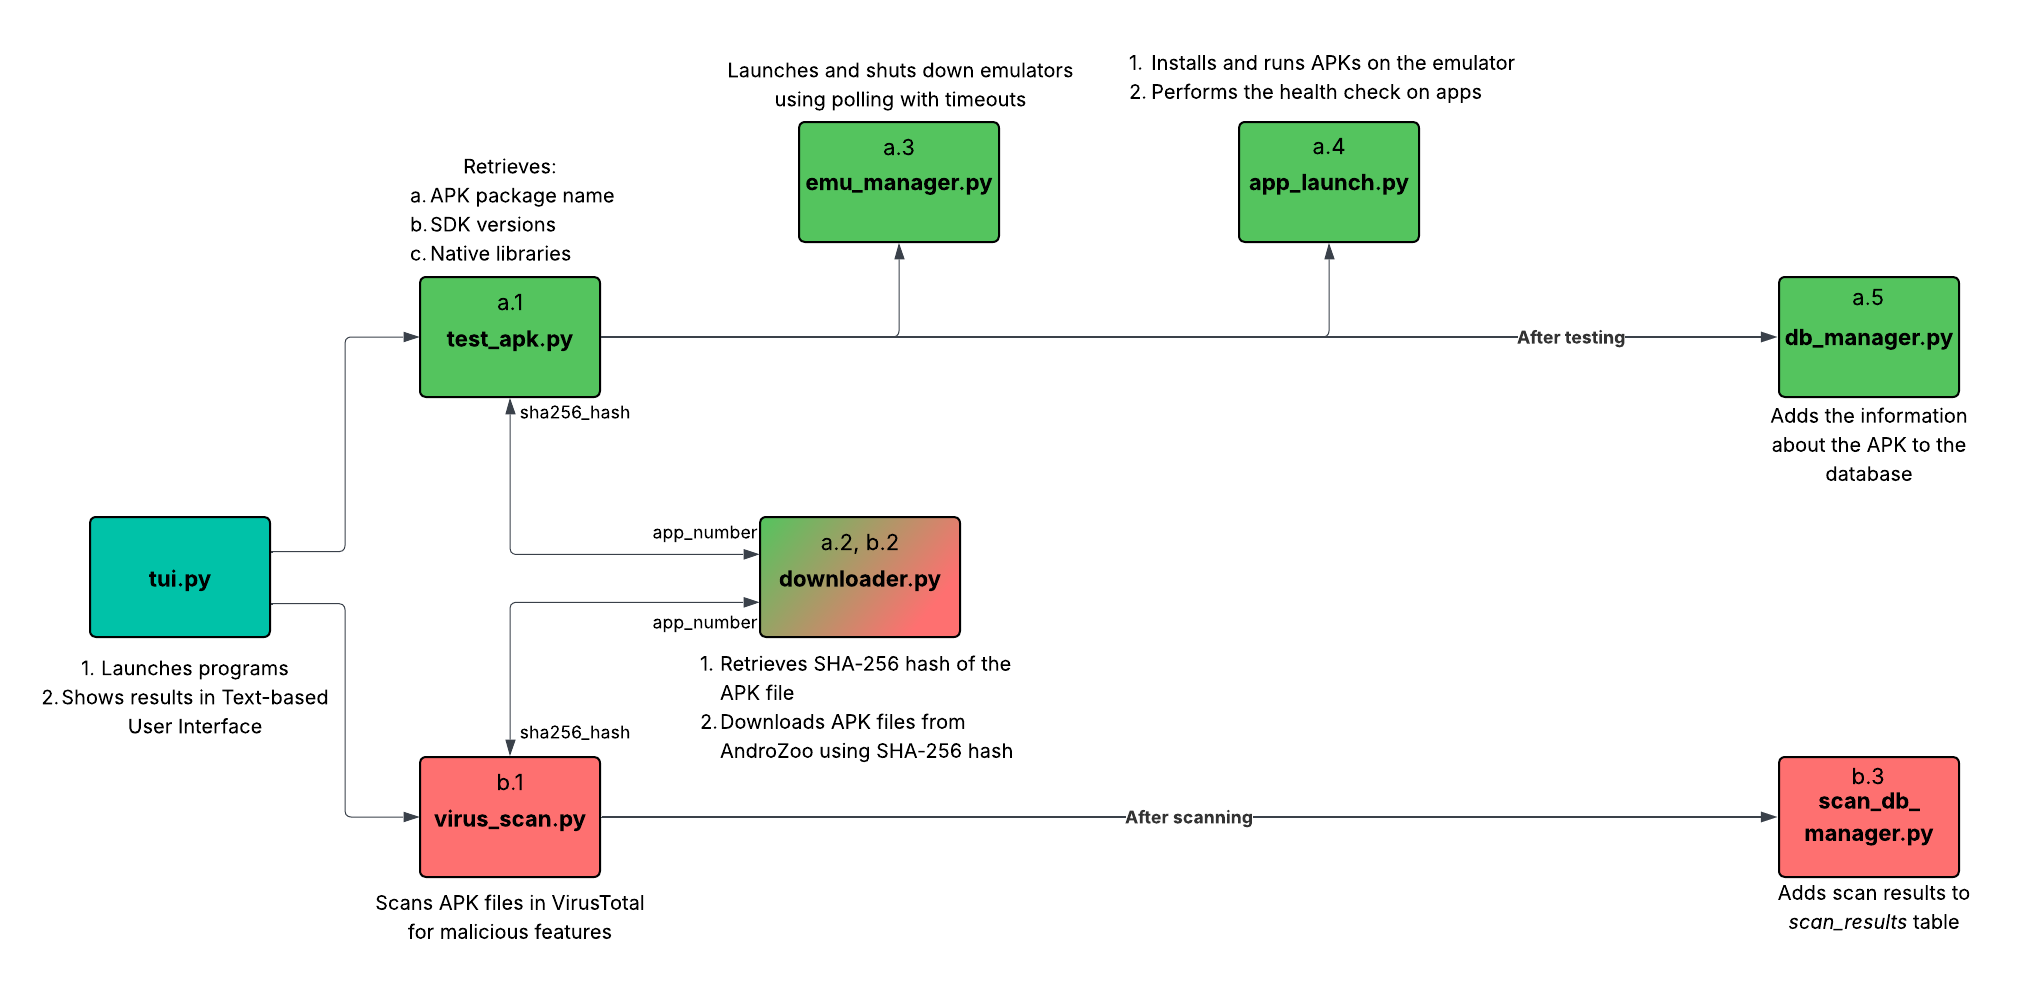 Launches and shuts down emulators
using polling with timeouts
1. Installs and runs APKs on the emulator
2. Performs the health check on apps
a.3
emu_manager.py
a.4
app_launch.py
Retrieves:
a. APK package name
b. SDK versions
c. Native libraries
a.1
test_apk.py
After testing
a.5
db_manager.py
Adds the information
about the APK to the
database
sha256_hash
app_number
a.2, b.2
downloader.py
app_number
1. Retrieves SHA-256 hash of the
APK file
2. Downloads APK files from
AndroZoo using SHA-256 hash
tui.py
1. Launches programs
2. Shows results in Text-based
User Interface
sha256_hash
b.1
virus_scan.py
Scans APK files in VirusTotal
for malicious features
After scanning
b.3
scan_db_
manager.py
Adds scan results to
scan_results table